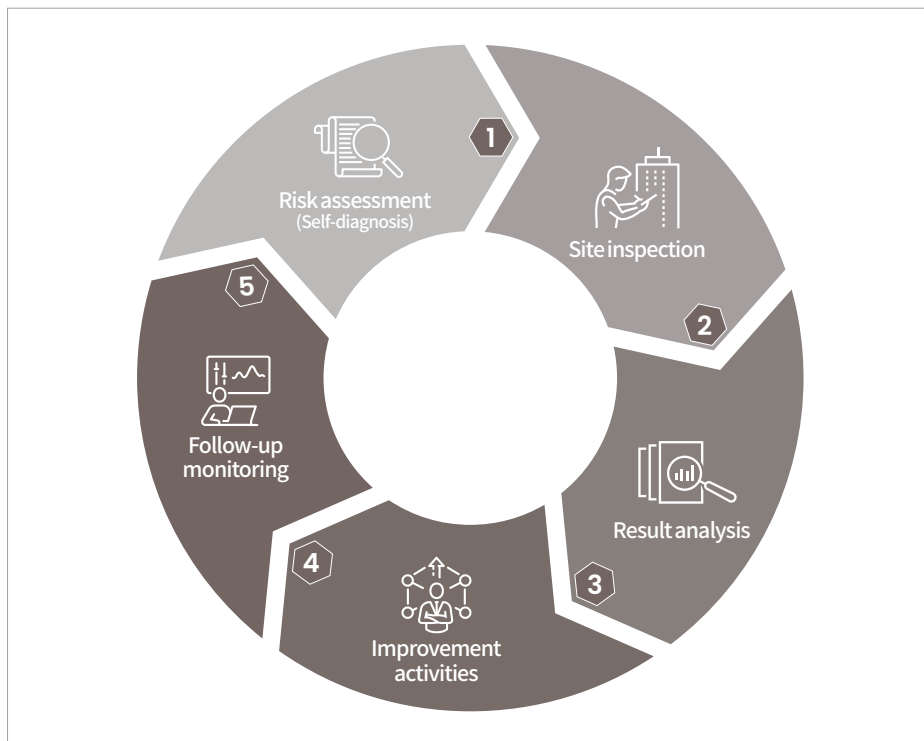 1
Risk assessment
(Self-diagnosis)
2
Site inspection
3
Result analysis
4
Improvement
activities
5
Follow-up
monitoring